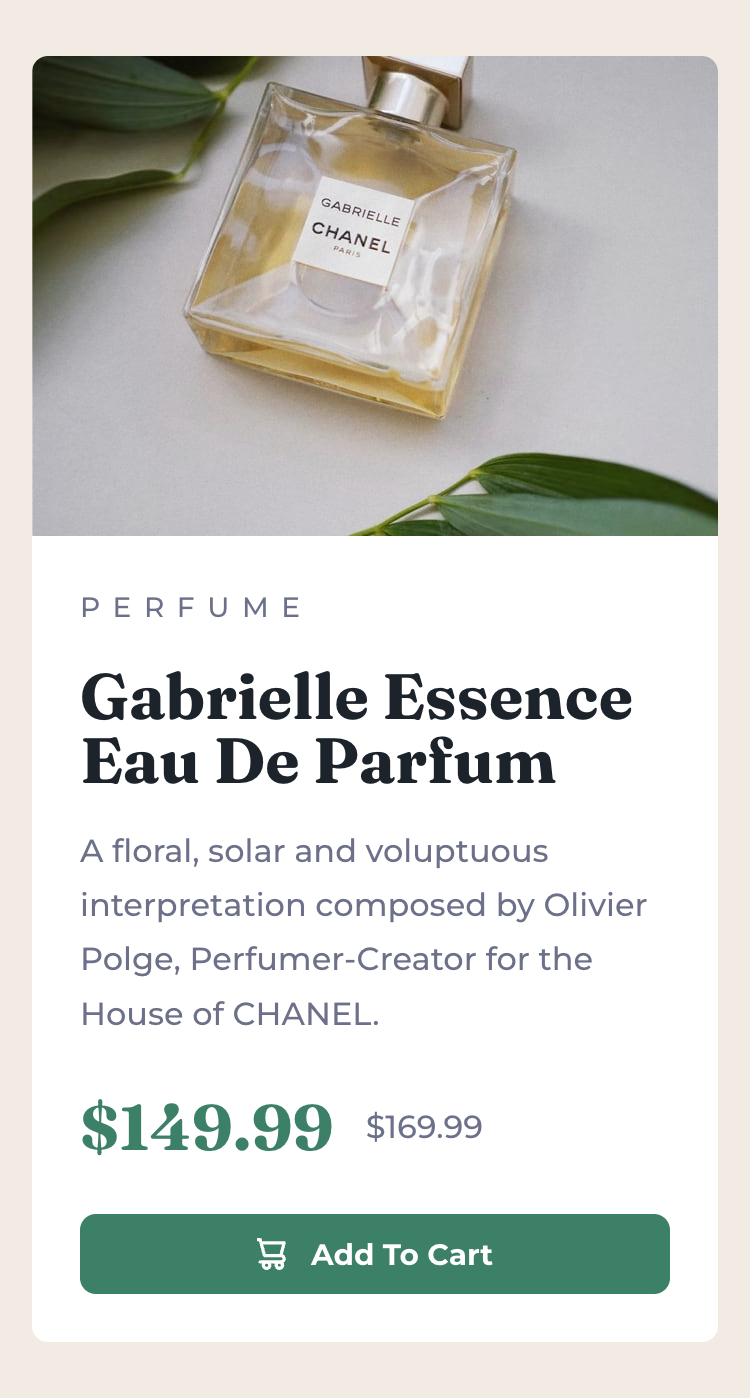 GABRIELLE
CHANEL
PARIS
PERFUME
Gabrielle Essence
Eau De Parfum
A floral, solar and voluptuous
interpretation composed by Olivier
Polge, Perfumer-Creator for the
House of CHANEL.
$149.99 $169.99
Add To Cart